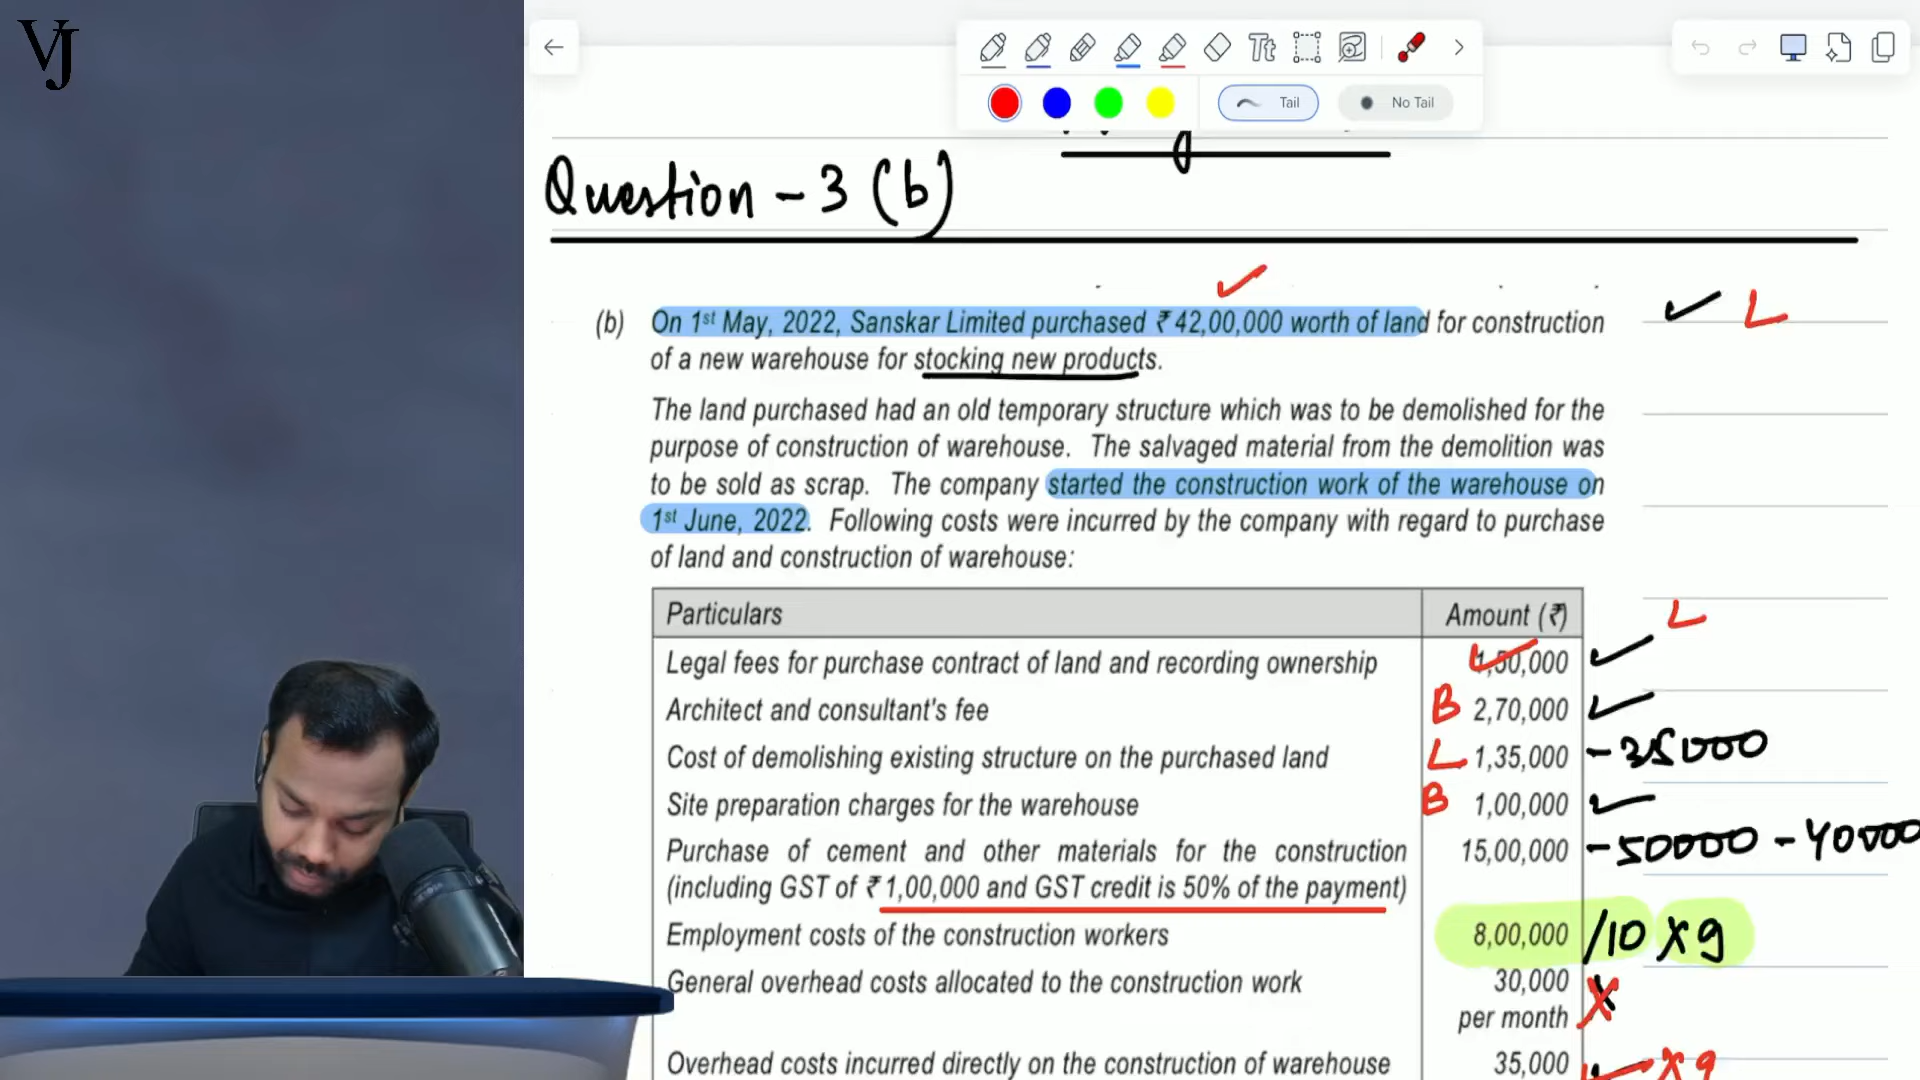 VJ
Tt
Tail
No Tail
Question - 3 (b)
(b) On 1st May, 2022, Sanskar Limited purchased ₹ 42,00,000 worth of land for construction
of a new warehouse for stocking new products.
L
The land purchased had an old temporary structure which was to be demolished for the
purpose of construction of warehouse. The salvaged material from the demolition was
to be sold as scrap. The company started the construction work of the warehouse on
1st June, 2022. Following costs were incurred by the company with regard to purchase
of land and construction of warehouse:
Particulars Amount (₹)
L
Legal fees for purchase contract of land and recording ownership 1,50,000
Architect and consultant's fee B 2,70,000
Cost of demolishing existing structure on the purchased land L 1,35,000 - 35000
Site preparation charges for the warehouse B 1,00,000
Purchase of cement and other materials for the construction 15,00,000 - 50000 - 40000
(including GST of ₹ 1,00,000 and GST credit is 50% of the payment)
Employment costs of the construction workers 8,00,000 /10 x 9
General overhead costs allocated to the construction work 30,000
per month X
Overhead costs incurred directly on the construction of warehouse 35,000 x 9